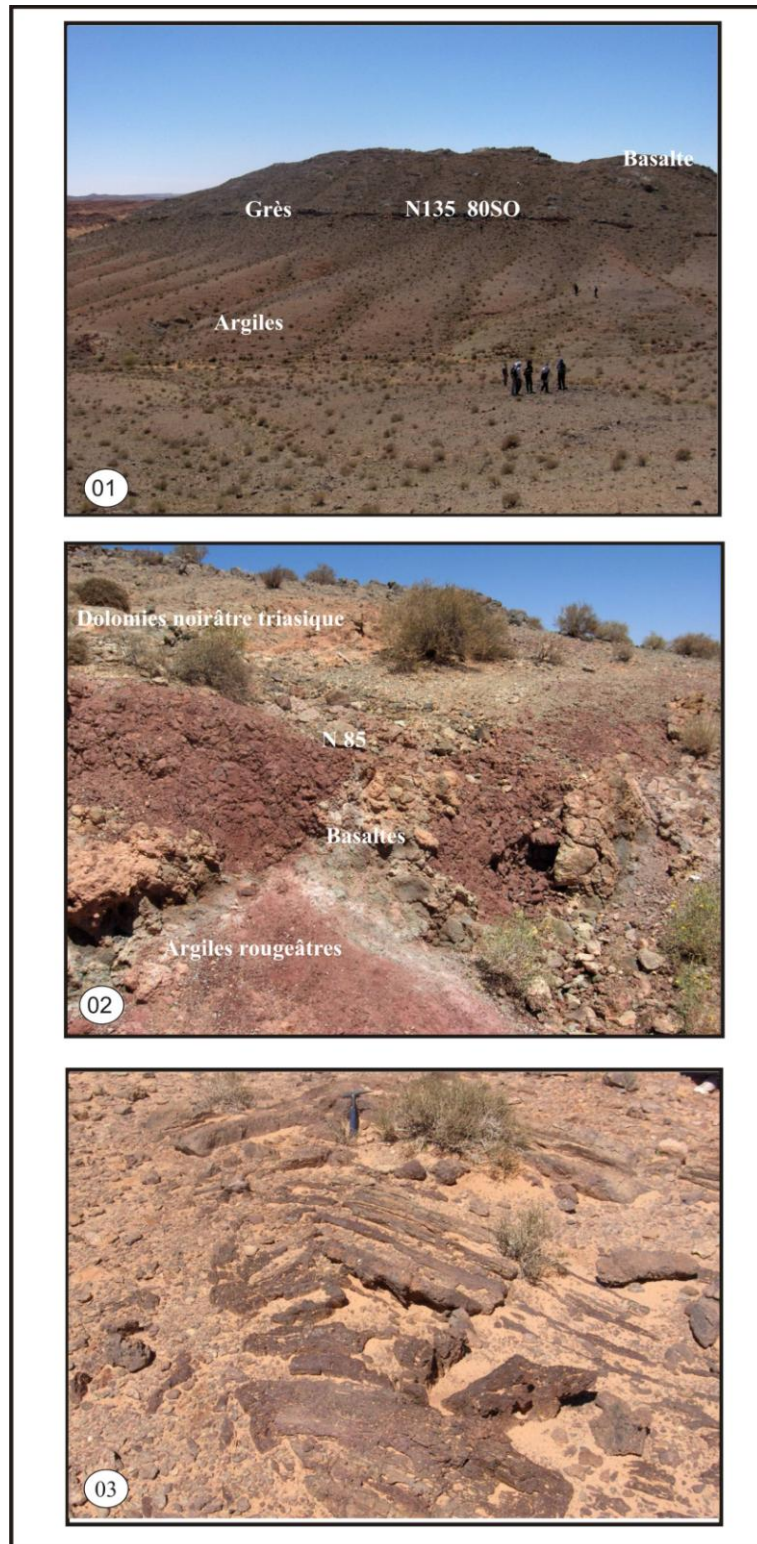 Basalte
Grès N135 80SO
Argiles
01
Dolomies noirâtre triasique
N 85
Basaltes
Argiles rougeâtres
02
03